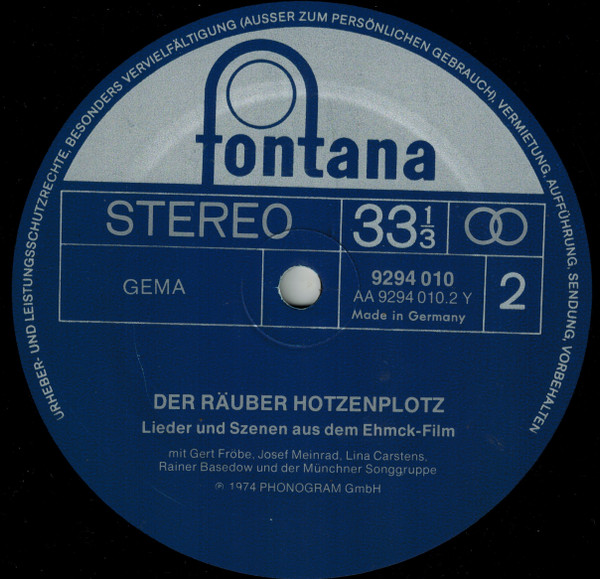 URHEBER- UND LEISTUNGSSCHUTZRECHTE, BESONDERS VERVIELFÄLTIGUNG (AUSSER ZUM PERSÖNLICHEN GEBRAUCH), VERMIETUNG, AUFFÜHRUNG, SENDUNG, VORBEHALTEN
fontana
STEREO
33 1/3
GEMA
9294 010
AA 9294 010.2 Y
Made in Germany
2
DER RÄUBER HOTZENPLOTZ
Lieder und Szenen aus dem Ehmck-Film
mit Gert Fröbe, Josef Meinrad, Lina Carstens,
Rainer Basedow und der Münchner Songgruppe
℗ 1974 PHONOGRAM GmbH